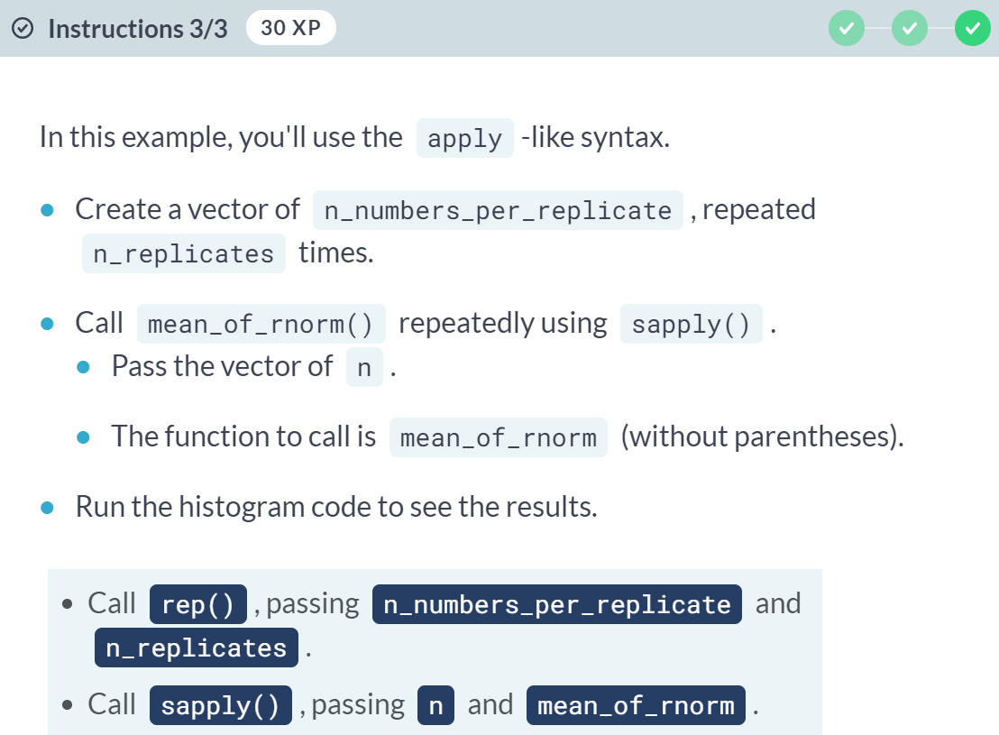 Instructions 3/3 30 XP
In this example, you'll use the apply -like syntax.
Create a vector of n_numbers_per_replicate , repeated
n_replicates times.
Call mean_of_rnorm() repeatedly using sapply() .
Pass the vector of n .
The function to call is mean_of_rnorm (without parentheses).
Run the histogram code to see the results.
Call rep() , passing n_numbers_per_replicate and
n_replicates .
Call sapply() , passing n and mean_of_rnorm .